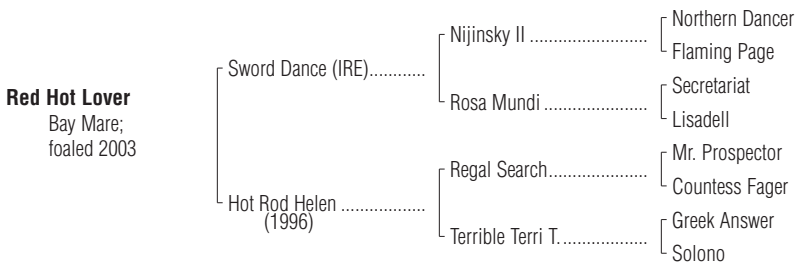 Northern Dancer
Nijinsky II ........................
Flaming Page
Sword Dance (IRE)............
Secretariat
Rosa Mundi .....................
Lisadell
Red Hot Lover
Bay Mare;
foaled 2003
Mr. Prospector
Regal Search.....................
Countess Fager
Hot Rod Helen .................
(1996)
Greek Answer
Terrible Terri T..................
Solono